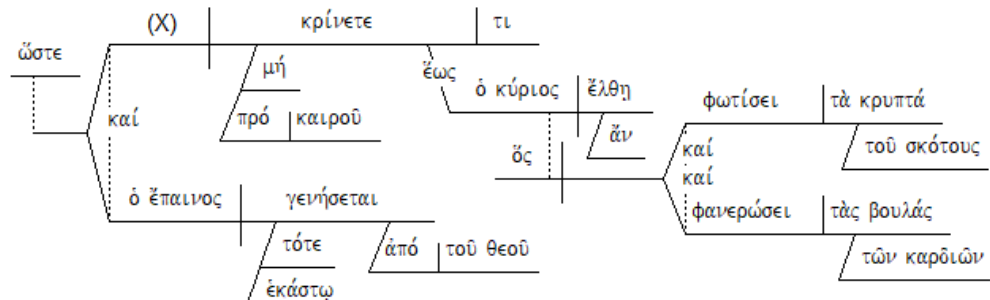 (X) κρίνετε τι
ὥστε
μή
ἕως
ὁ κύριος ἔλθῃ
φωτίσει τὰ κρυπτά
καί
πρό καιροῦ
ἄν
τοῦ σκότους
ὅς
καί
καί
ὁ ἔπαινος γενήσεται
φανερώσει τὰς βουλάς
τότε
ἀπό τοῦ θεοῦ
τῶν καρδιῶν
ἑκάστῳ